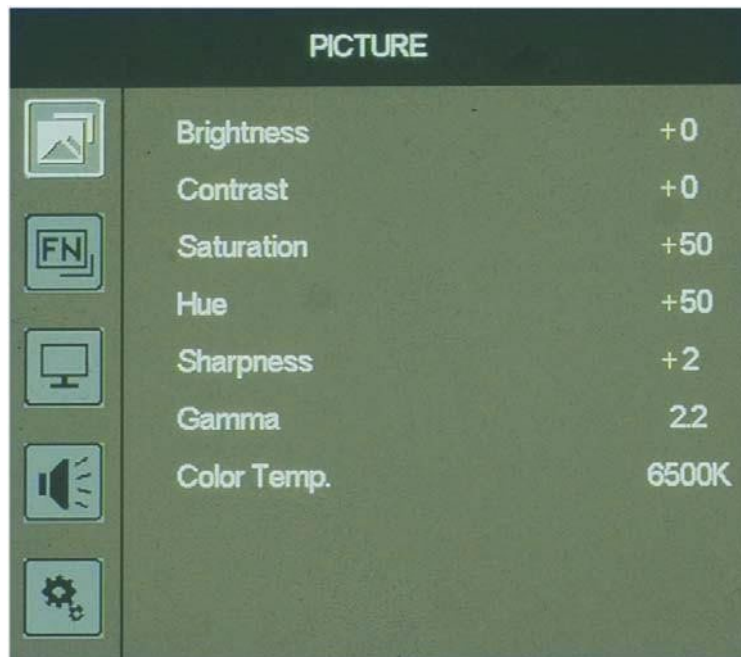 PICTURE
Brightness +0
Contrast +0
FN
Saturation +50
Hue +50
Sharpness +2
Gamma 2.2
Color Temp. 6500K